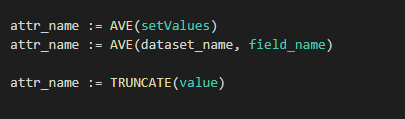 attr_name := AVE(setValues)
attr_name := AVE(dataset_name, field_name)
attr_name := TRUNCATE(value)